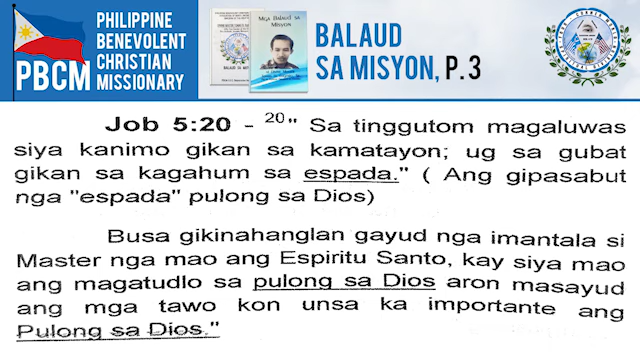 PHILIPPINE
BENEVOLENT
CHRISTIAN
MISSIONARY
PBCM
MGA BALAUD SA
MISYON
BALAUD
SA MISYON, P. 3
Job 5:20 - 20" Sa tinggutom magaluwas
siya kanimo gikan sa kamatayon; ug sa gubat
gikan sa kagahum sa espada." ( Ang gipasabut
nga "espada" pulong sa Dios)
Busa gikinahanglan gayud nga imantala si
Master nga mao ang Espiritu Santo, kay siya mao
ang magatudlo sa pulong sa Dios aron masayud
ang mga tawo kon unsa ka importante ang
Pulong sa Dios."